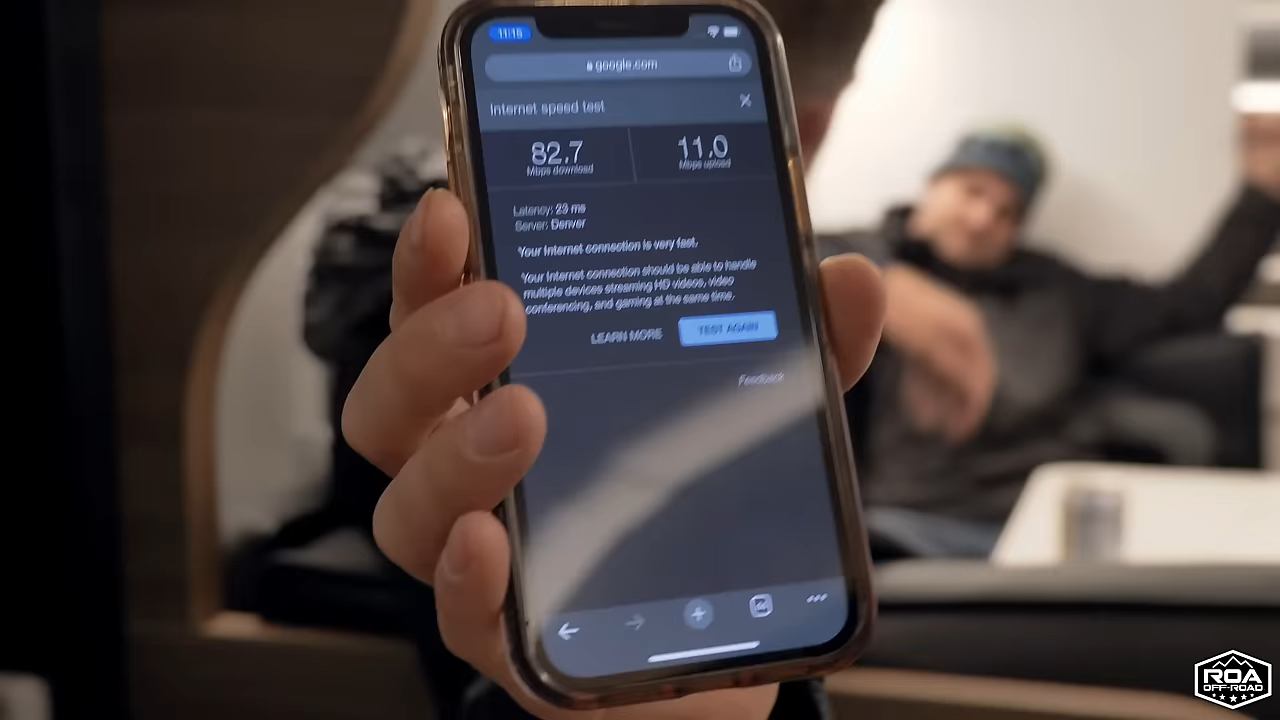 11:15
google.com
Internet speed test
82.7
Mbps download
11.0
Mbps upload
Latency: 23 ms
Server: Denver
Your Internet connection is very fast.
Your Internet connection should be able to handle
multiple devices streaming HD videos, video
conferencing, and gaming at the same time.
LEARN MORE
TEST AGAIN
Feedback
ROA
OFF-ROAD